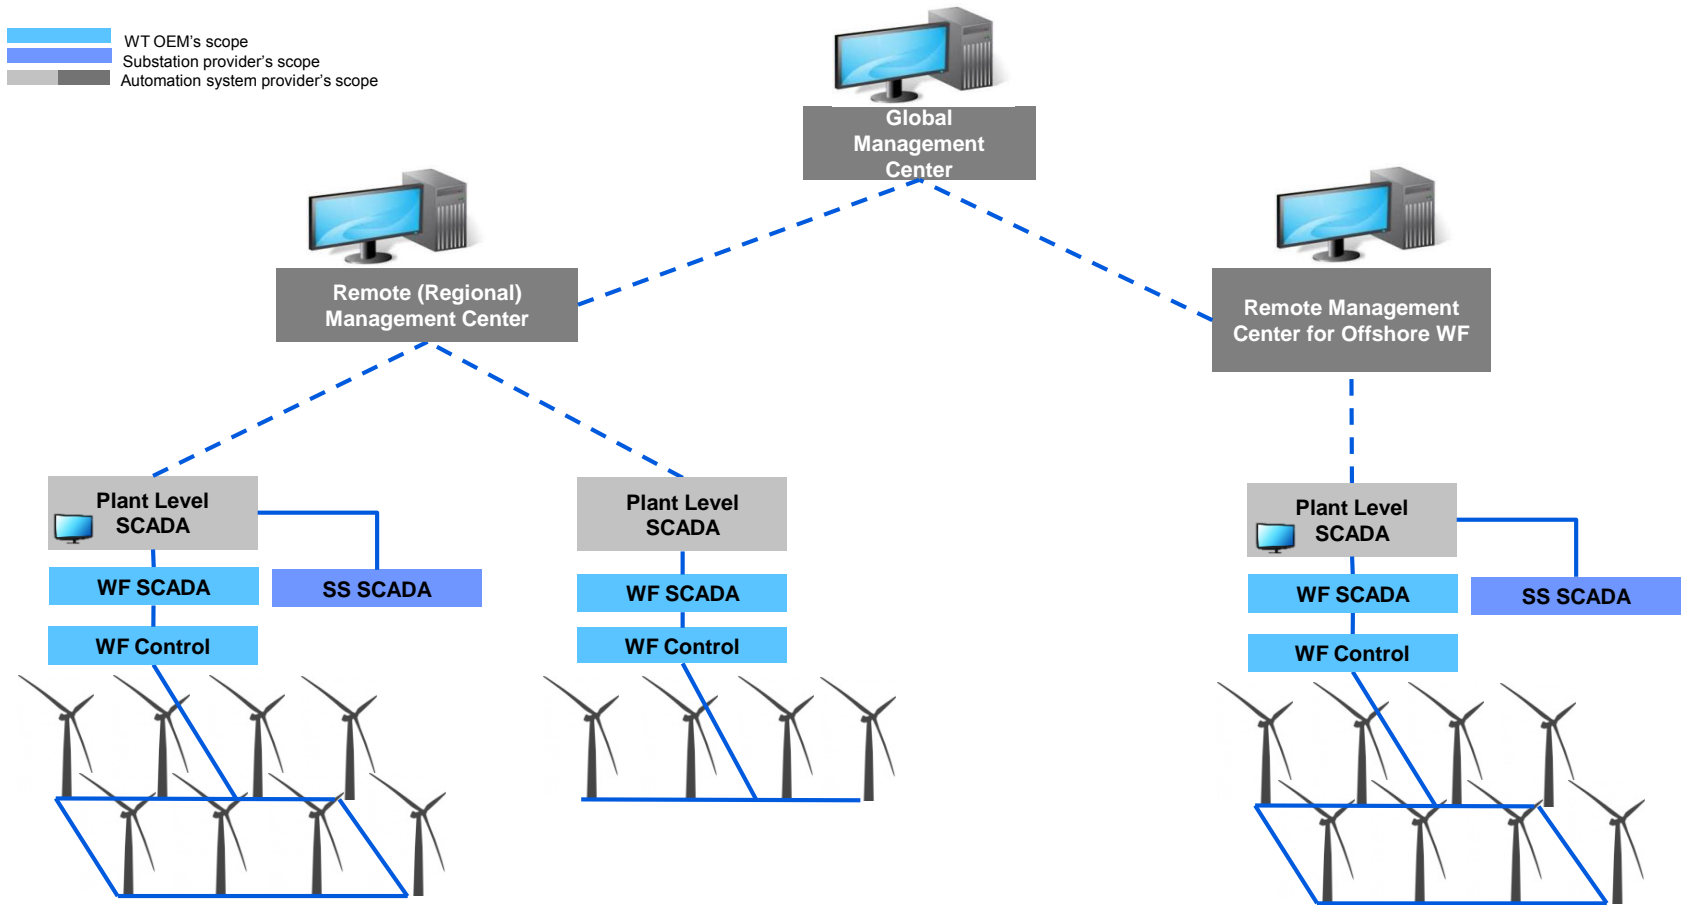 WT OEM's scope
Substation provider's scope
Automation system provider's scope
Global
Management
Center
Remote (Regional)
Management Center
Remote Management
Center for Offshore WF
Plant Level
SCADA
WF SCADA
SS SCADA
WF Control
Plant Level
SCADA
WF SCADA
WF Control
Plant Level
SCADA
WF SCADA
SS SCADA
WF Control